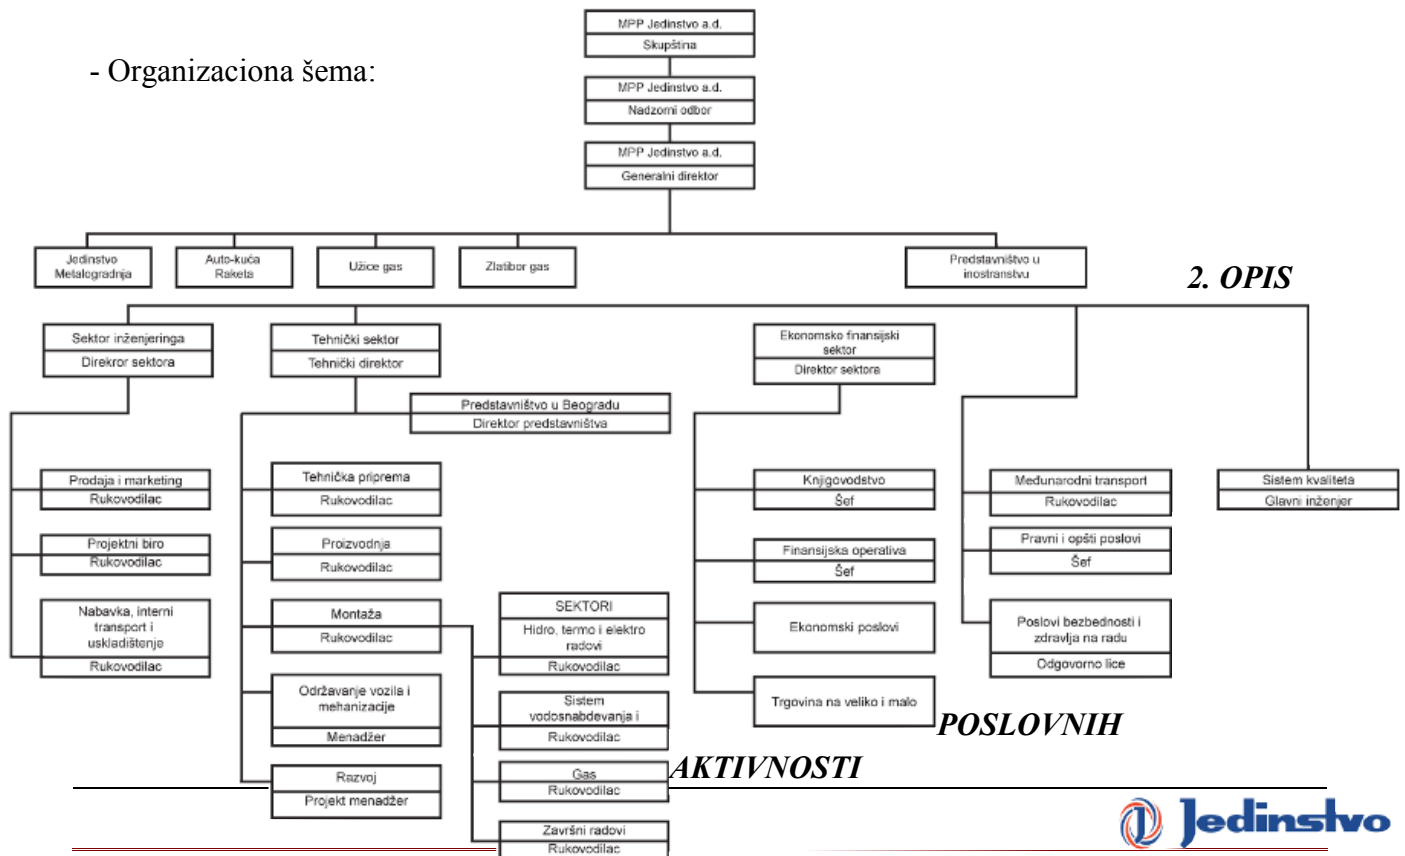 - Organizaciona šema:
MPP Jedinstvo a.d.
Skupština
MPP Jedinstvo a.d.
Nadzorni odbor
MPP Jedinstvo a.d.
Generalni direktor
Jedinstvo
Metalogradnja
Auto-kuća
Raketa
Užice gas
Zlatibor gas
Predstavništvo u
inostranstvu
2. OPIS
Sektor inženjeringa
Direkror sektora
Tehnički sektor
Tehnički direktor
Ekonomsko finansijski
sektor
Direktor sektora
Predstavništvo u Beogradu
Direktor predstavništva
Prodaja i marketing
Rukovodilac
Projektni biro
Rukovodilac
Nabavka, interni
transport i
uskladištenje
Rukovodilac
Tehnička priprema
Rukovodilac
Proizvodnja
Rukovodilac
Montaža
Rukovodilac
Održavanje vozila i
mehanizacije
Menadžer
Razvoj
Projekt menadžer
SEKTORI
Hidro, termo i elektro
radovi
Rukovodilac
Sistem
vodosnabdevanja i
Rukovodilac
Gas
Rukovodilac
Završni radovi
Rukovodilac
Knjigovodstvo
Šef
Finansijska operativa
Šef
Ekonomski poslovi
Trgovina na veliko i malo
Međunarodni transport
Rukovodilac
Pravni i opšti poslovi
Šef
Poslovi bezbednosti i
zdravlja na radu
Odgovorno lice
Sistem kvaliteta
Glavni inženjer
POSLOVNIH
AKTIVNOSTI
Jedinstvo